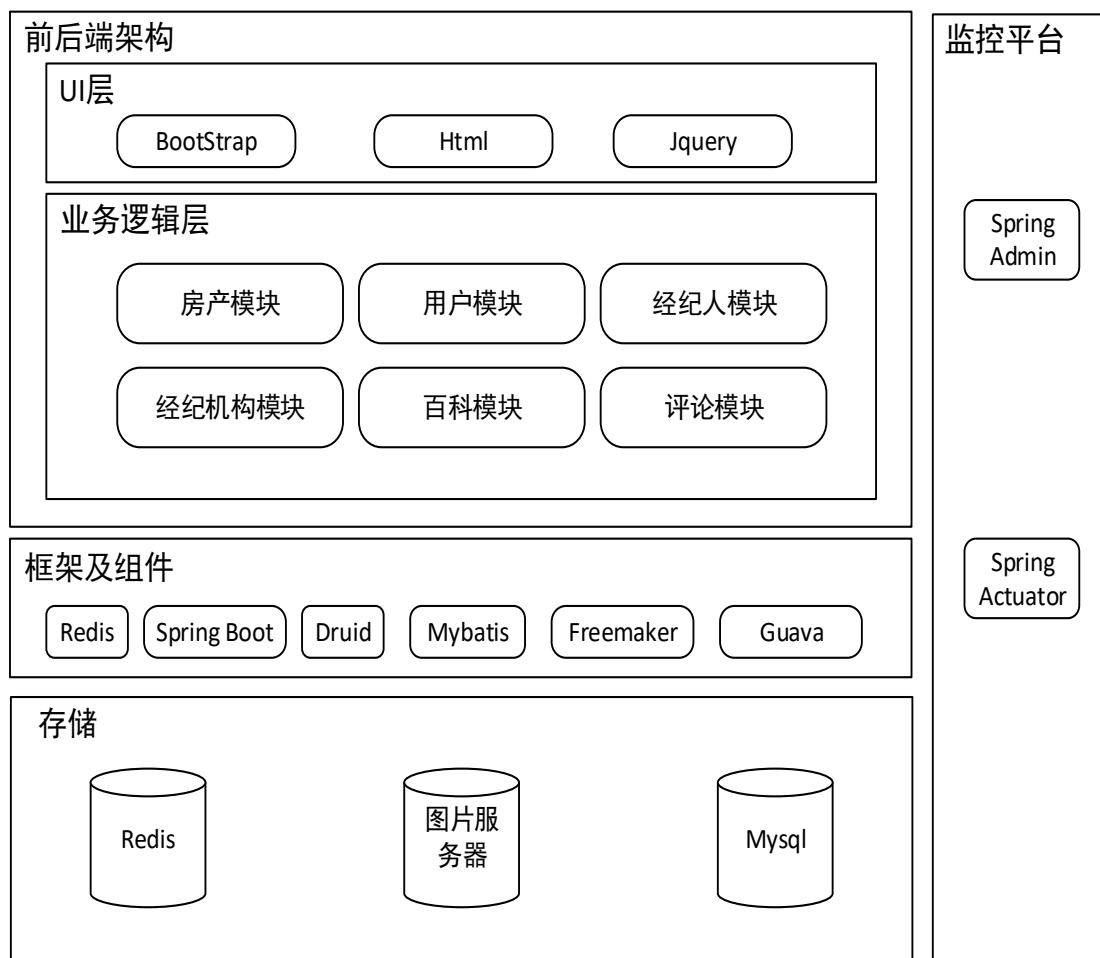 前后端架构
UI层
BootStrap
Html
Jquery
业务逻辑层
房产模块
用户模块
经纪人模块
经纪机构模块
百科模块
评论模块
框架及组件
Redis
Spring Boot
Druid
Mybatis
Freemaker
Guava
存储
Redis
图片服
务器
Mysql
监控平台
Spring
Admin
Spring
Actuator